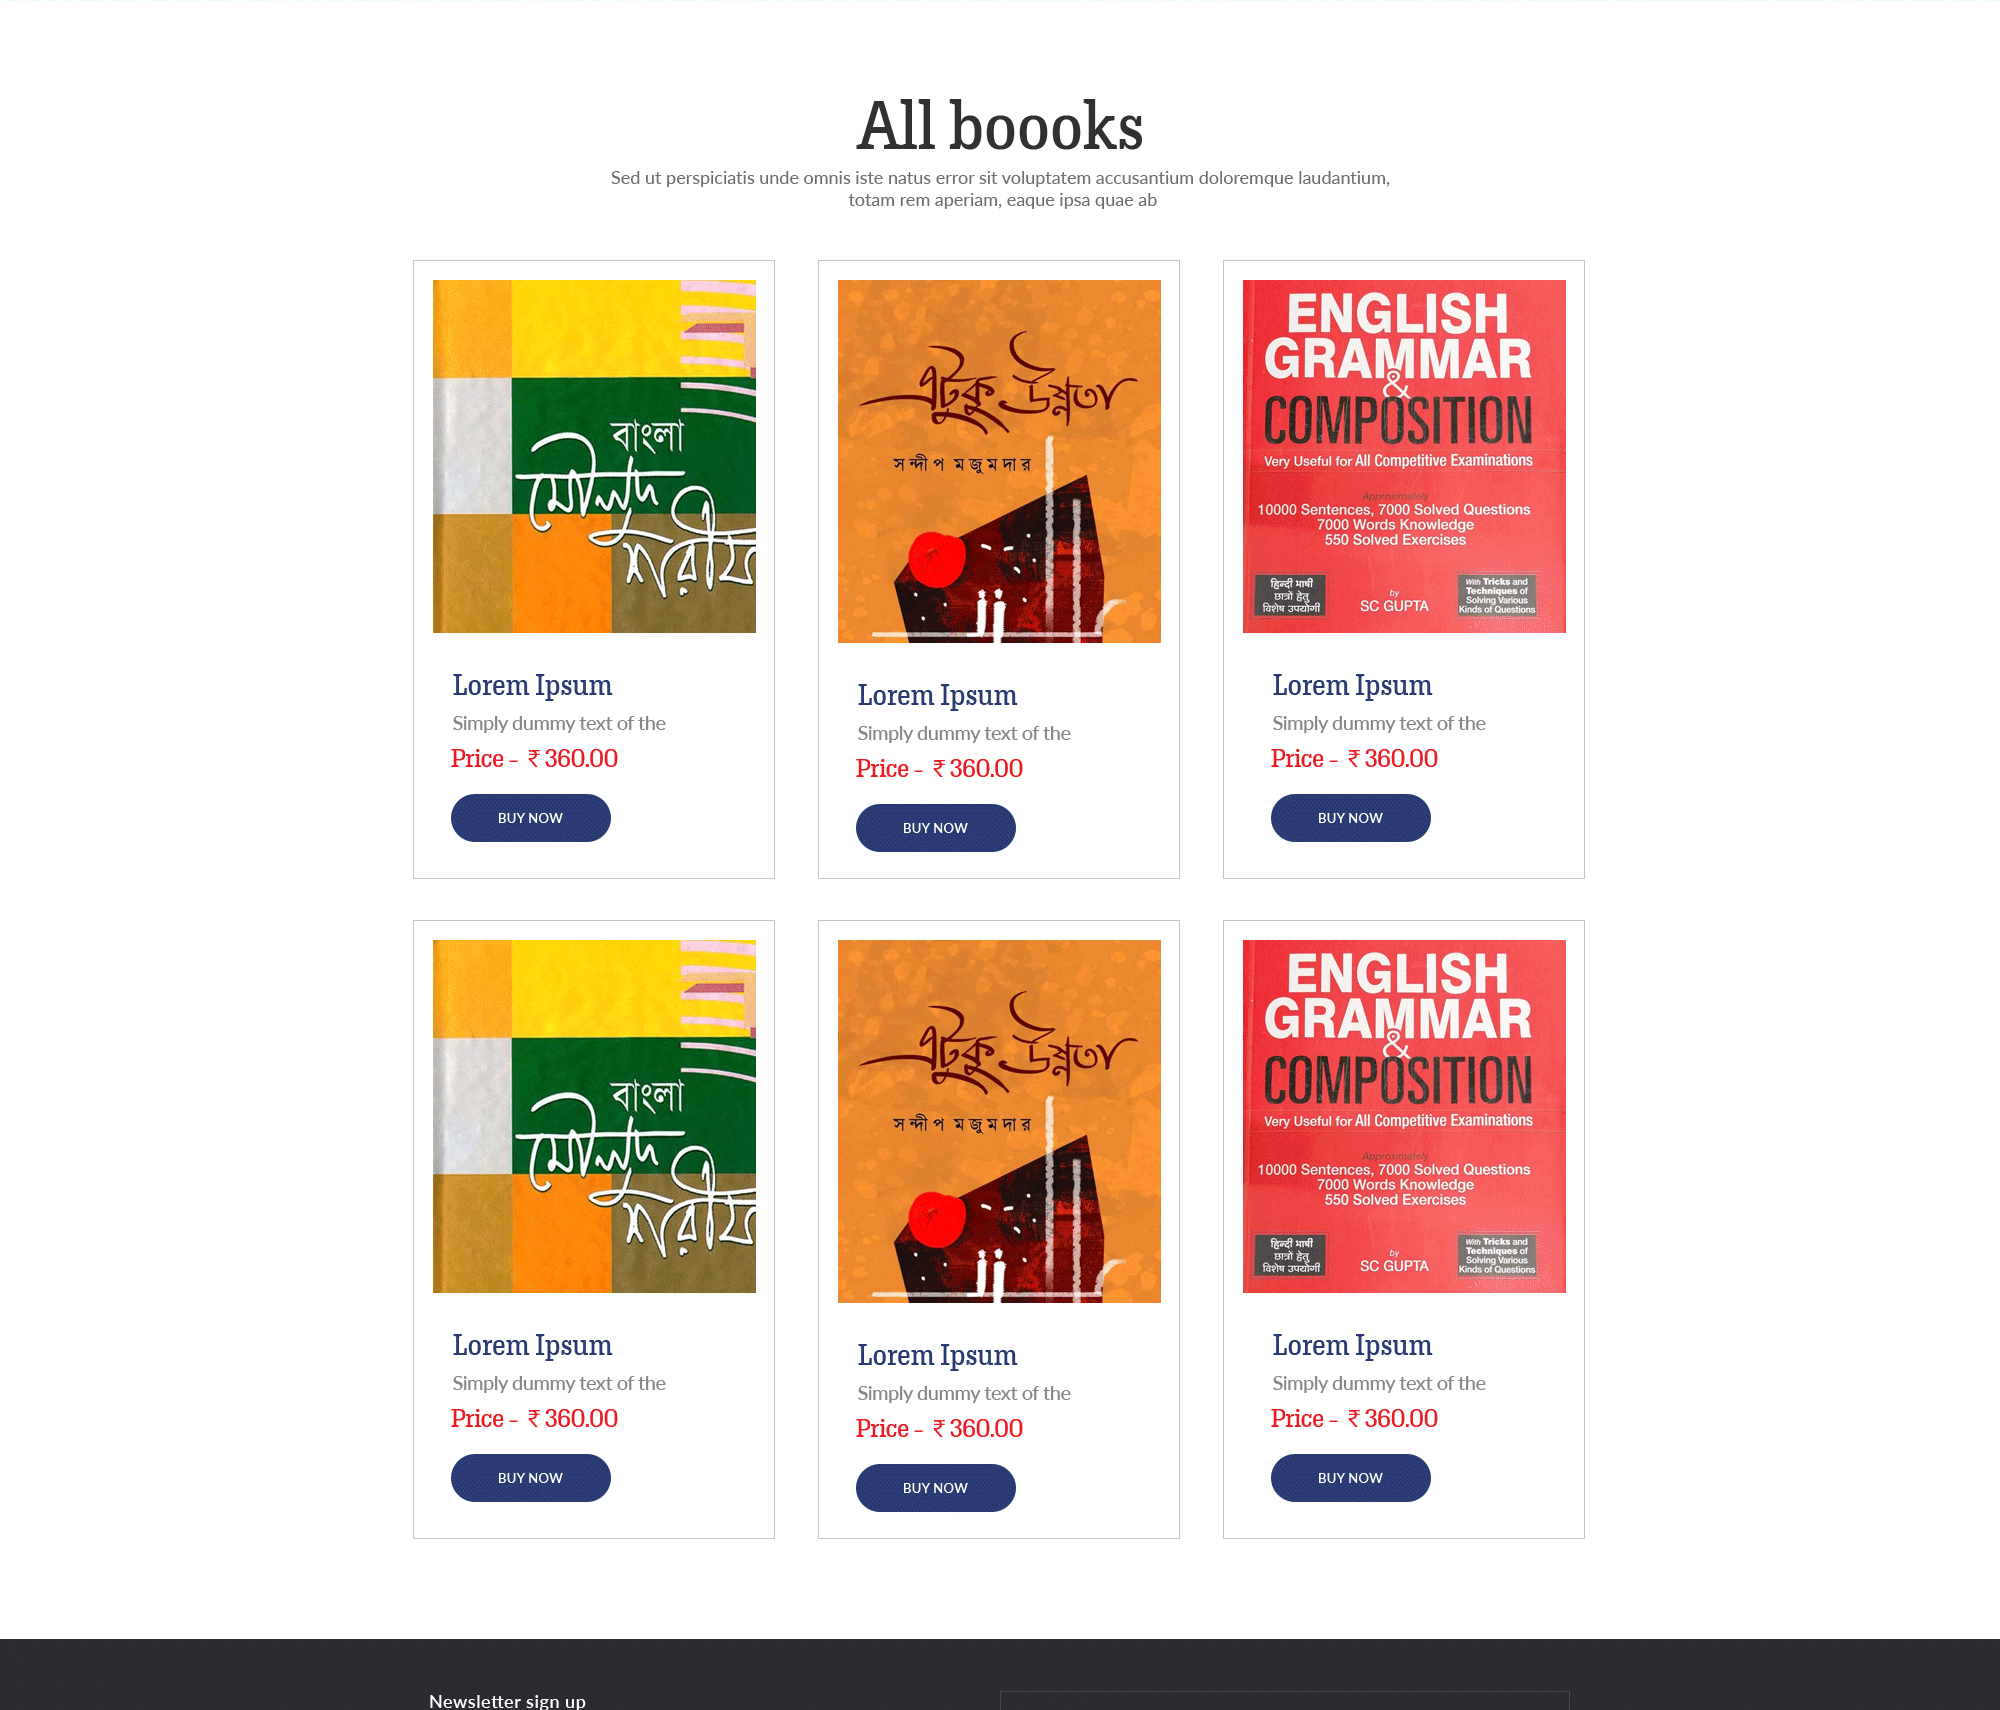 All boooks
Sed ut perspiciatis unde omnis iste natus error sit voluptatem accusantium doloremque laudantium,
totam rem aperiam, eaque ipsa quae ab
বাংলা
মৌলুদ
শরীফ
Lorem Ipsum
Simply dummy text of the
Price - ₹ 360.00
BUY NOW
এটুকু উষ্ণতা
সন্দীপ মজুমদার
Lorem Ipsum
Simply dummy text of the
Price - ₹ 360.00
BUY NOW
ENGLISH
GRAMMAR
&
COMPOSITION
Very Useful for All Competitive Examinations
Approximately
10000 Sentences, 7000 Solved Questions
7000 Words Knowledge
550 Solved Exercises
हिन्दी भाषी
छात्रों हेतु
विशेष उपयोगी
by
SC GUPTA
With Tricks and
Techniques of
Solving Various
Kinds of Questions
Lorem Ipsum
Simply dummy text of the
Price - ₹ 360.00
BUY NOW
বাংলা
মৌলুদ
শরীফ
Lorem Ipsum
Simply dummy text of the
Price - ₹ 360.00
BUY NOW
এটুকু উষ্ণতা
সন্দীপ মজুমদার
Lorem Ipsum
Simply dummy text of the
Price - ₹ 360.00
BUY NOW
ENGLISH
GRAMMAR
&
COMPOSITION
Very Useful for All Competitive Examinations
Approximately
10000 Sentences, 7000 Solved Questions
7000 Words Knowledge
550 Solved Exercises
हिन्दी भाषी
छात्रों हेतु
विशेष उपयोगी
by
SC GUPTA
With Tricks and
Techniques of
Solving Various
Kinds of Questions
Lorem Ipsum
Simply dummy text of the
Price - ₹ 360.00
BUY NOW
Newsletter sign up